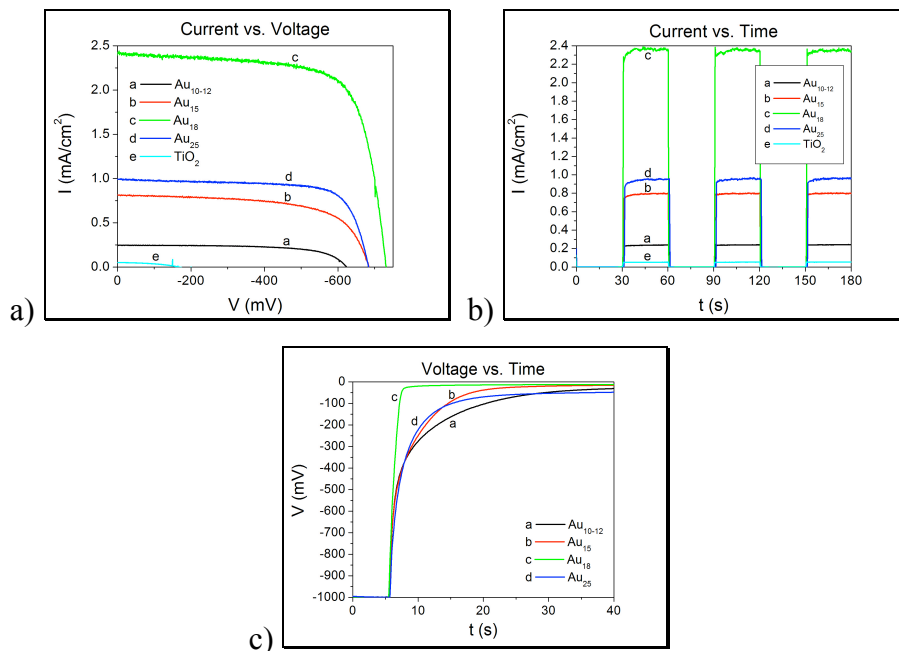 a)
Current vs. Voltage
I (mA/cm²)
2.5
2.0
1.5
1.0
0.5
0.0
0 -200 -400 -600
V (mV)
a Au₁₀₋₁₂
b Au₁₅
c Au₁₈
d Au₂₅
e TiO₂
c
d
b
a
e
b)
Current vs. Time
I (mA/cm²)
2.4
2.2
2.0
1.8
1.6
1.4
1.2
1.0
0.8
0.6
0.4
0.2
0.0
0 30 60 90 120 150 180
t (s)
a Au₁₀₋₁₂
b Au₁₅
c Au₁₈
d Au₂₅
e TiO₂
c
d
b
a
e
c)
Voltage vs. Time
V (mV)
0
-100
-200
-300
-400
-500
-600
-700
-800
-900
-1000
0 10 20 30 40
t (s)
c
b
d
a
a Au₁₀₋₁₂
b Au₁₅
c Au₁₈
d Au₂₅